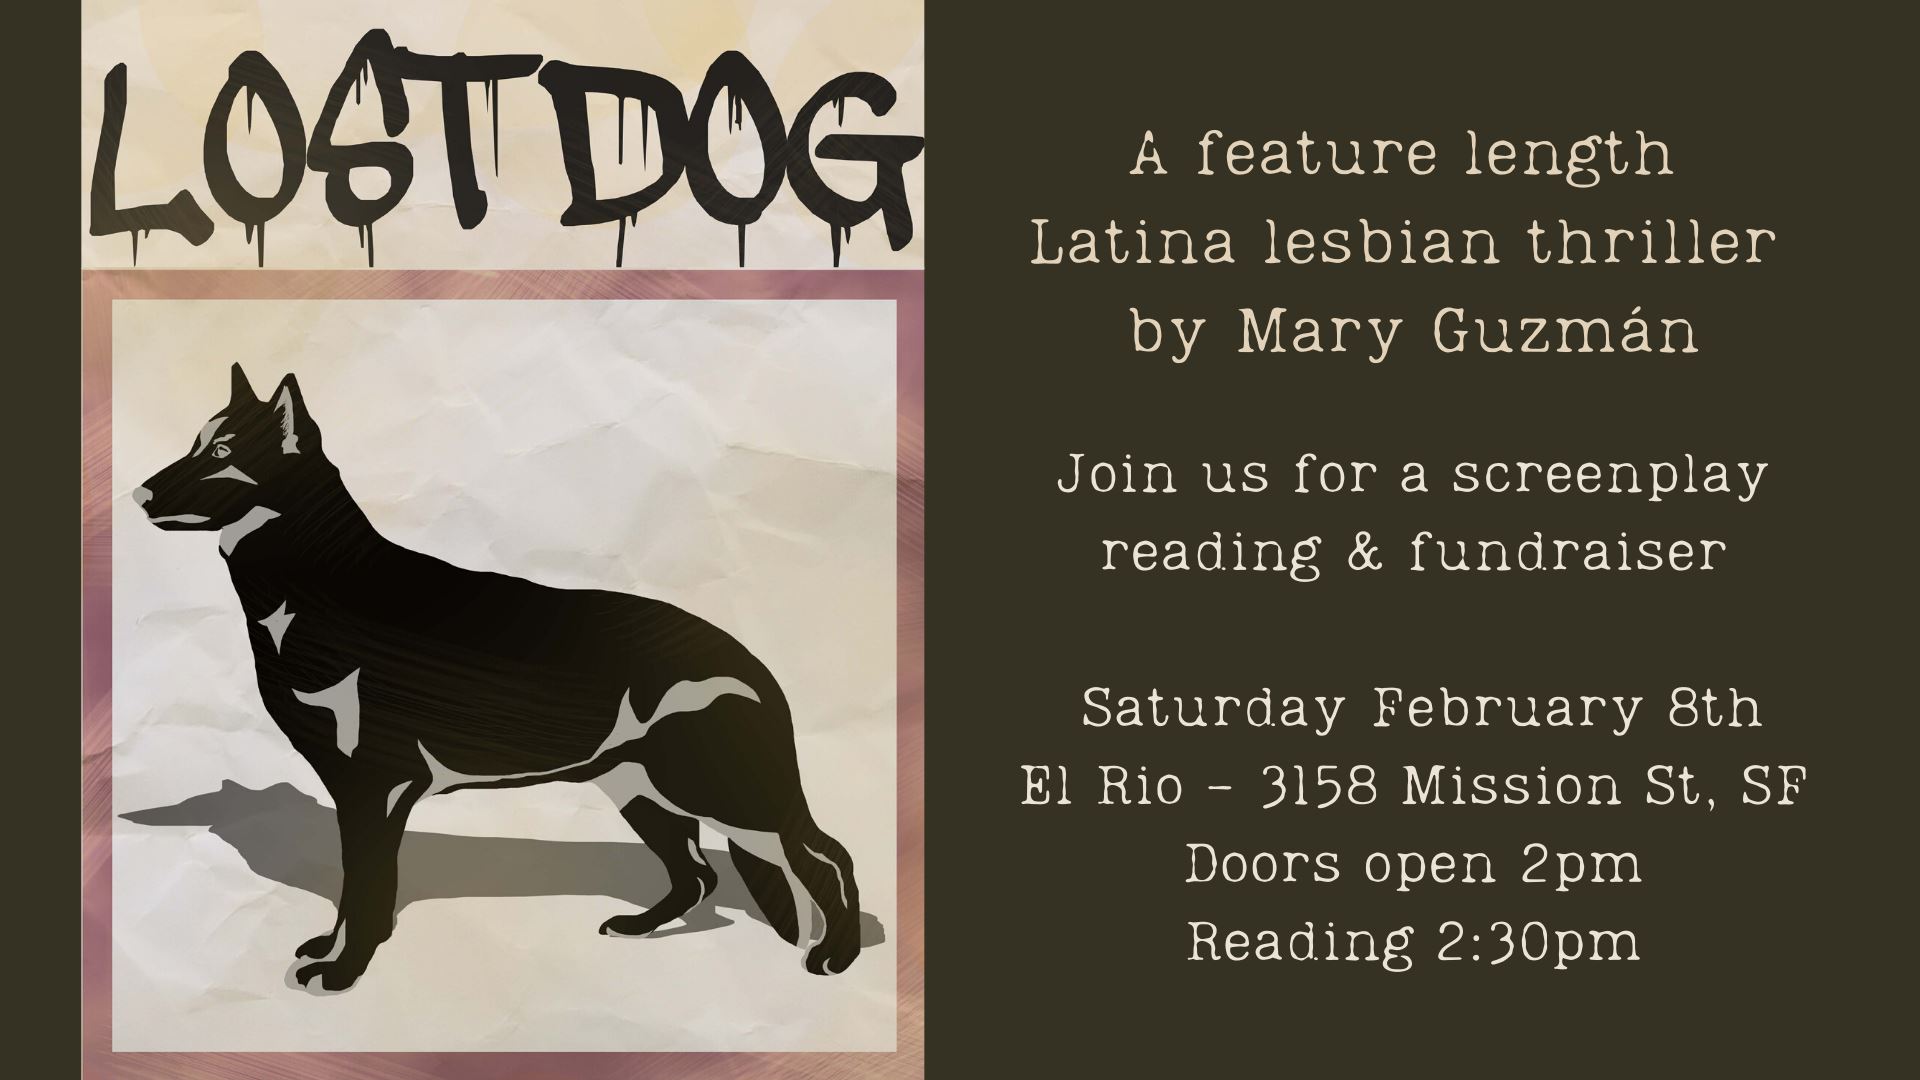 LOST DOG
A feature length
Latina lesbian thriller
by Mary Guzmán
Join us for a screenplay
reading & fundraiser
Saturday February 8th
El Rio - 3158 Mission St, SF
Doors open 2pm
Reading 2:30pm